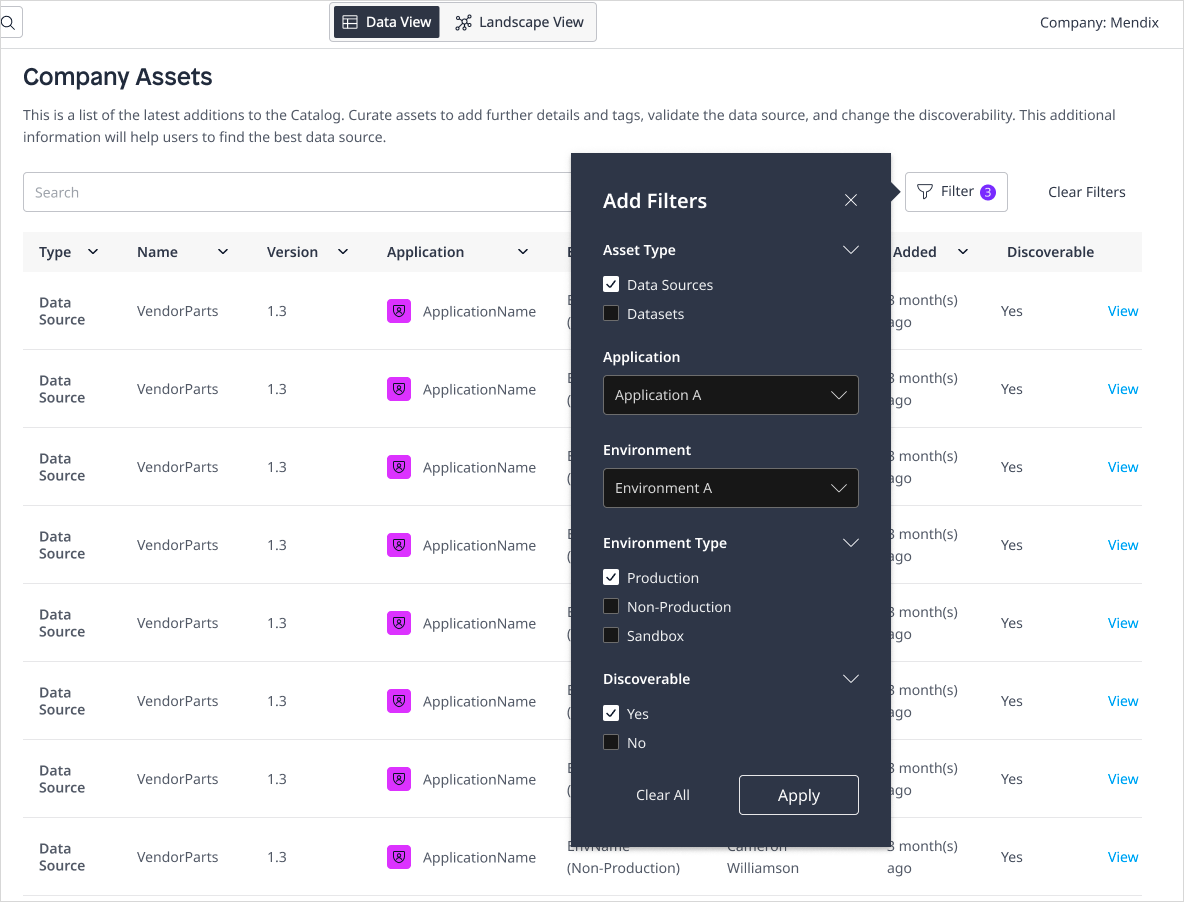 Data View
Landscape View
Company: Mendix
Company Assets
This is a list of the latest additions to the Catalog. Curate assets to add further details and tags, validate the data source, and change the discoverability. This additional
information will help users to find the best data source.
Search
Filter 3
Clear Filters
Type
Name
Version
Application
Added
Discoverable
Data
Source
VendorParts
1.3
ApplicationName
3 month(s)
ago
Yes
View
Data
Source
VendorParts
1.3
ApplicationName
3 month(s)
ago
Yes
View
Data
Source
VendorParts
1.3
ApplicationName
3 month(s)
ago
Yes
View
Data
Source
VendorParts
1.3
ApplicationName
3 month(s)
ago
Yes
View
Data
Source
VendorParts
1.3
ApplicationName
3 month(s)
ago
Yes
View
Data
Source
VendorParts
1.3
ApplicationName
3 month(s)
ago
Yes
View
Data
Source
VendorParts
1.3
ApplicationName
3 month(s)
ago
Yes
View
Data
Source
VendorParts
1.3
ApplicationName
EnvName
(Non-Production)
Cameron
Williamson
3 month(s)
ago
Yes
View
Add Filters
Asset Type
Data Sources
Datasets
Application
Application A
Environment
Environment A
Environment Type
Production
Non-Production
Sandbox
Discoverable
Yes
No
Clear All
Apply